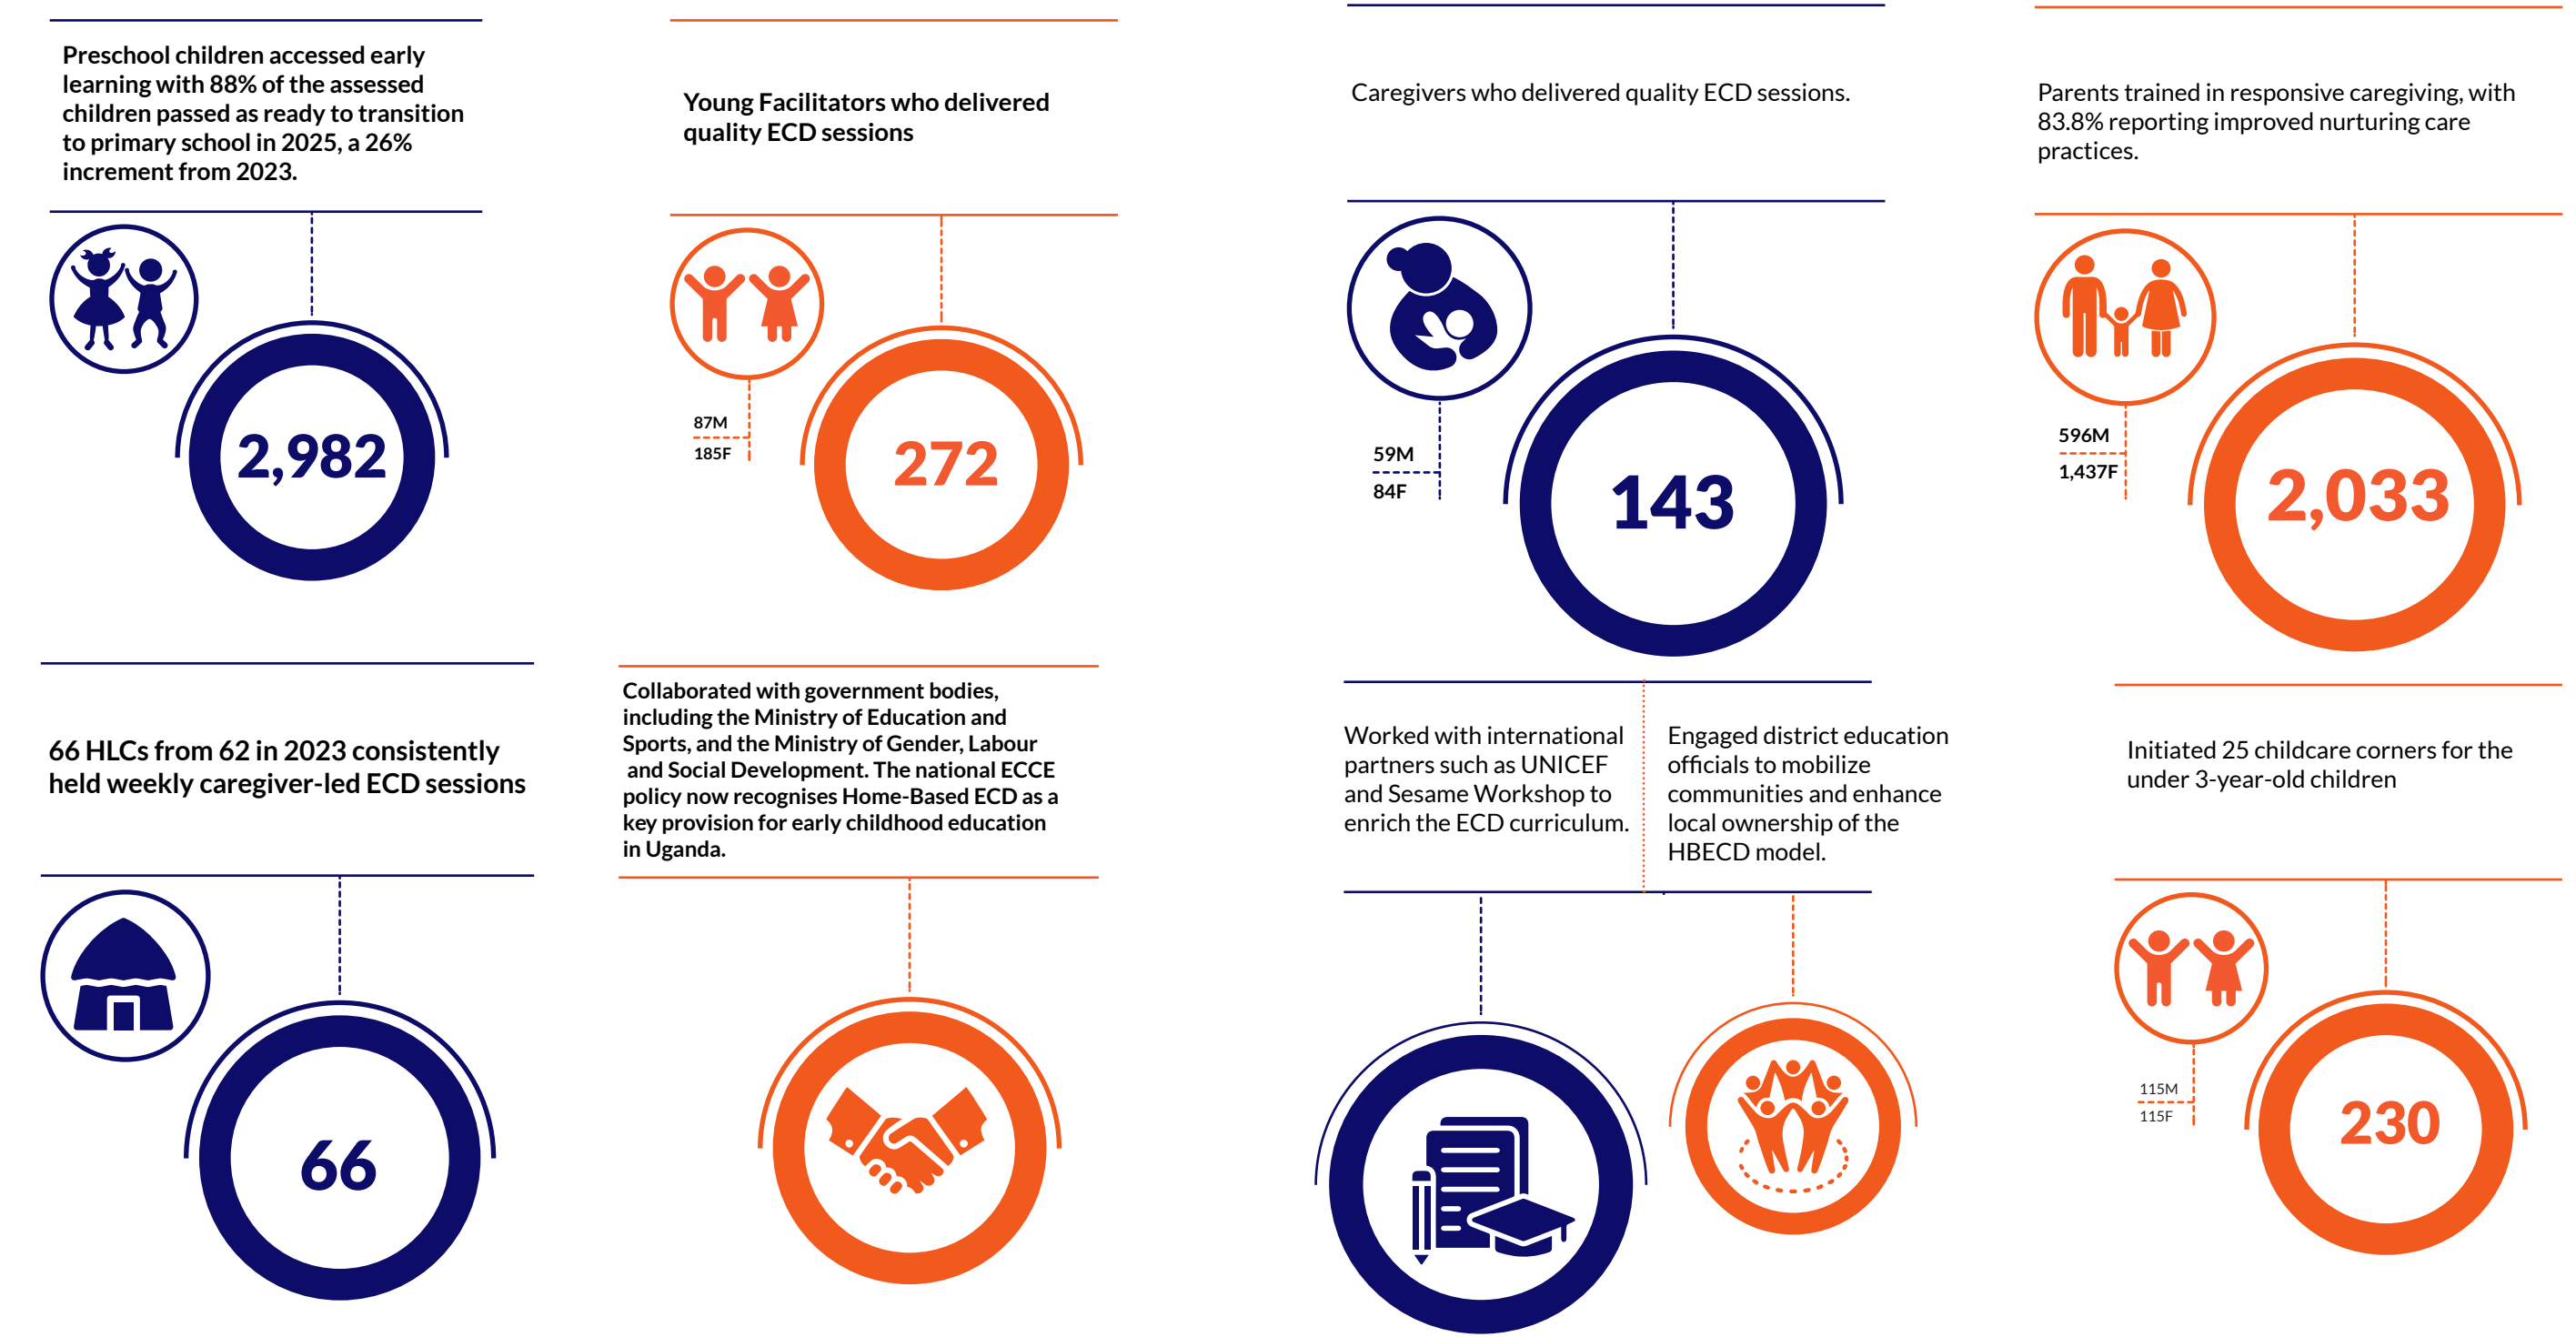 Preschool children accessed early
learning with 88% of the assessed
children passed as ready to transition
to primary school in 2025, a 26%
increment from 2023.
2,982
Young Facilitators who delivered
quality ECD sessions
87M
185F
272
Caregivers who delivered quality ECD sessions.
59M
84F
143
Parents trained in responsive caregiving, with
83.8% reporting improved nurturing care
practices.
596M
1,437F
2,033
66 HLCs from 62 in 2023 consistently
held weekly caregiver-led ECD sessions
66
Collaborated with government bodies,
including the Ministry of Education and
Sports, and the Ministry of Gender, Labour
and Social Development. The national ECCE
policy now recognises Home-Based ECD as a
key provision for early childhood education
in Uganda.
Worked with international
partners such as UNICEF
and Sesame Workshop to
enrich the ECD curriculum.
Engaged district education
officials to mobilize
communities and enhance
local ownership of the
HBECD model.
Initiated 25 childcare corners for the
under 3-year-old children
115M
115F
230